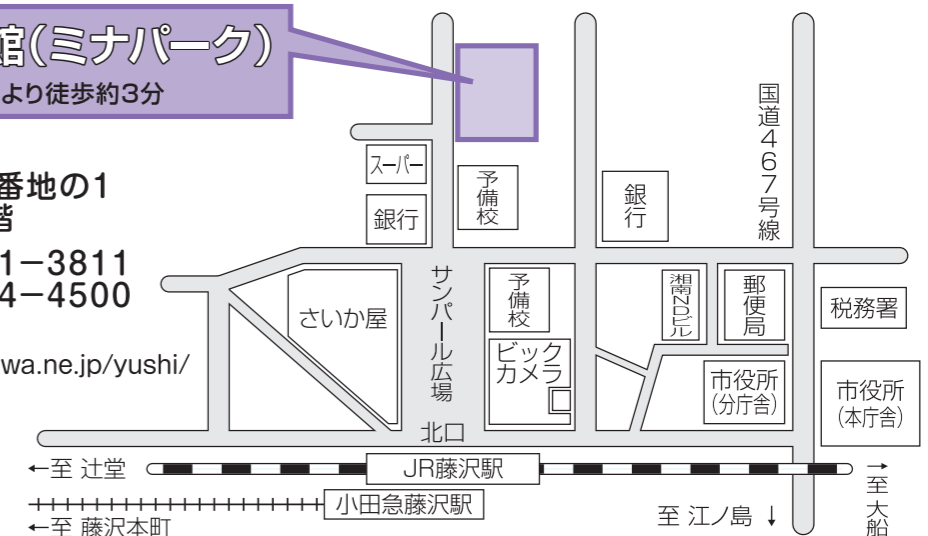 館(ミナパーク)
より徒歩約3分
番地の1
階
1-3811
4-4500
wa.ne.jp/yushi/
国道467号線
スーパー
銀行
予備校
銀行
サンパール広場
さいか屋
予備校
ビック
カメラ
湘南NDビル
郵便局
税務署
市役所
(分庁舎)
市役所
(本庁舎)
北口
←至 辻堂
JR藤沢駅
→
至 大船
小田急藤沢駅
←至 藤沢本町
至 江ノ島 ↓